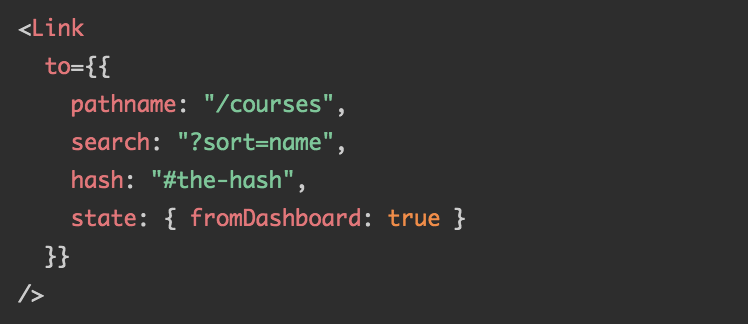 <Link
  to={{
    pathname: "/courses",
    search: "?sort=name",
    hash: "#the-hash",
    state: { fromDashboard: true }
  }}
/>